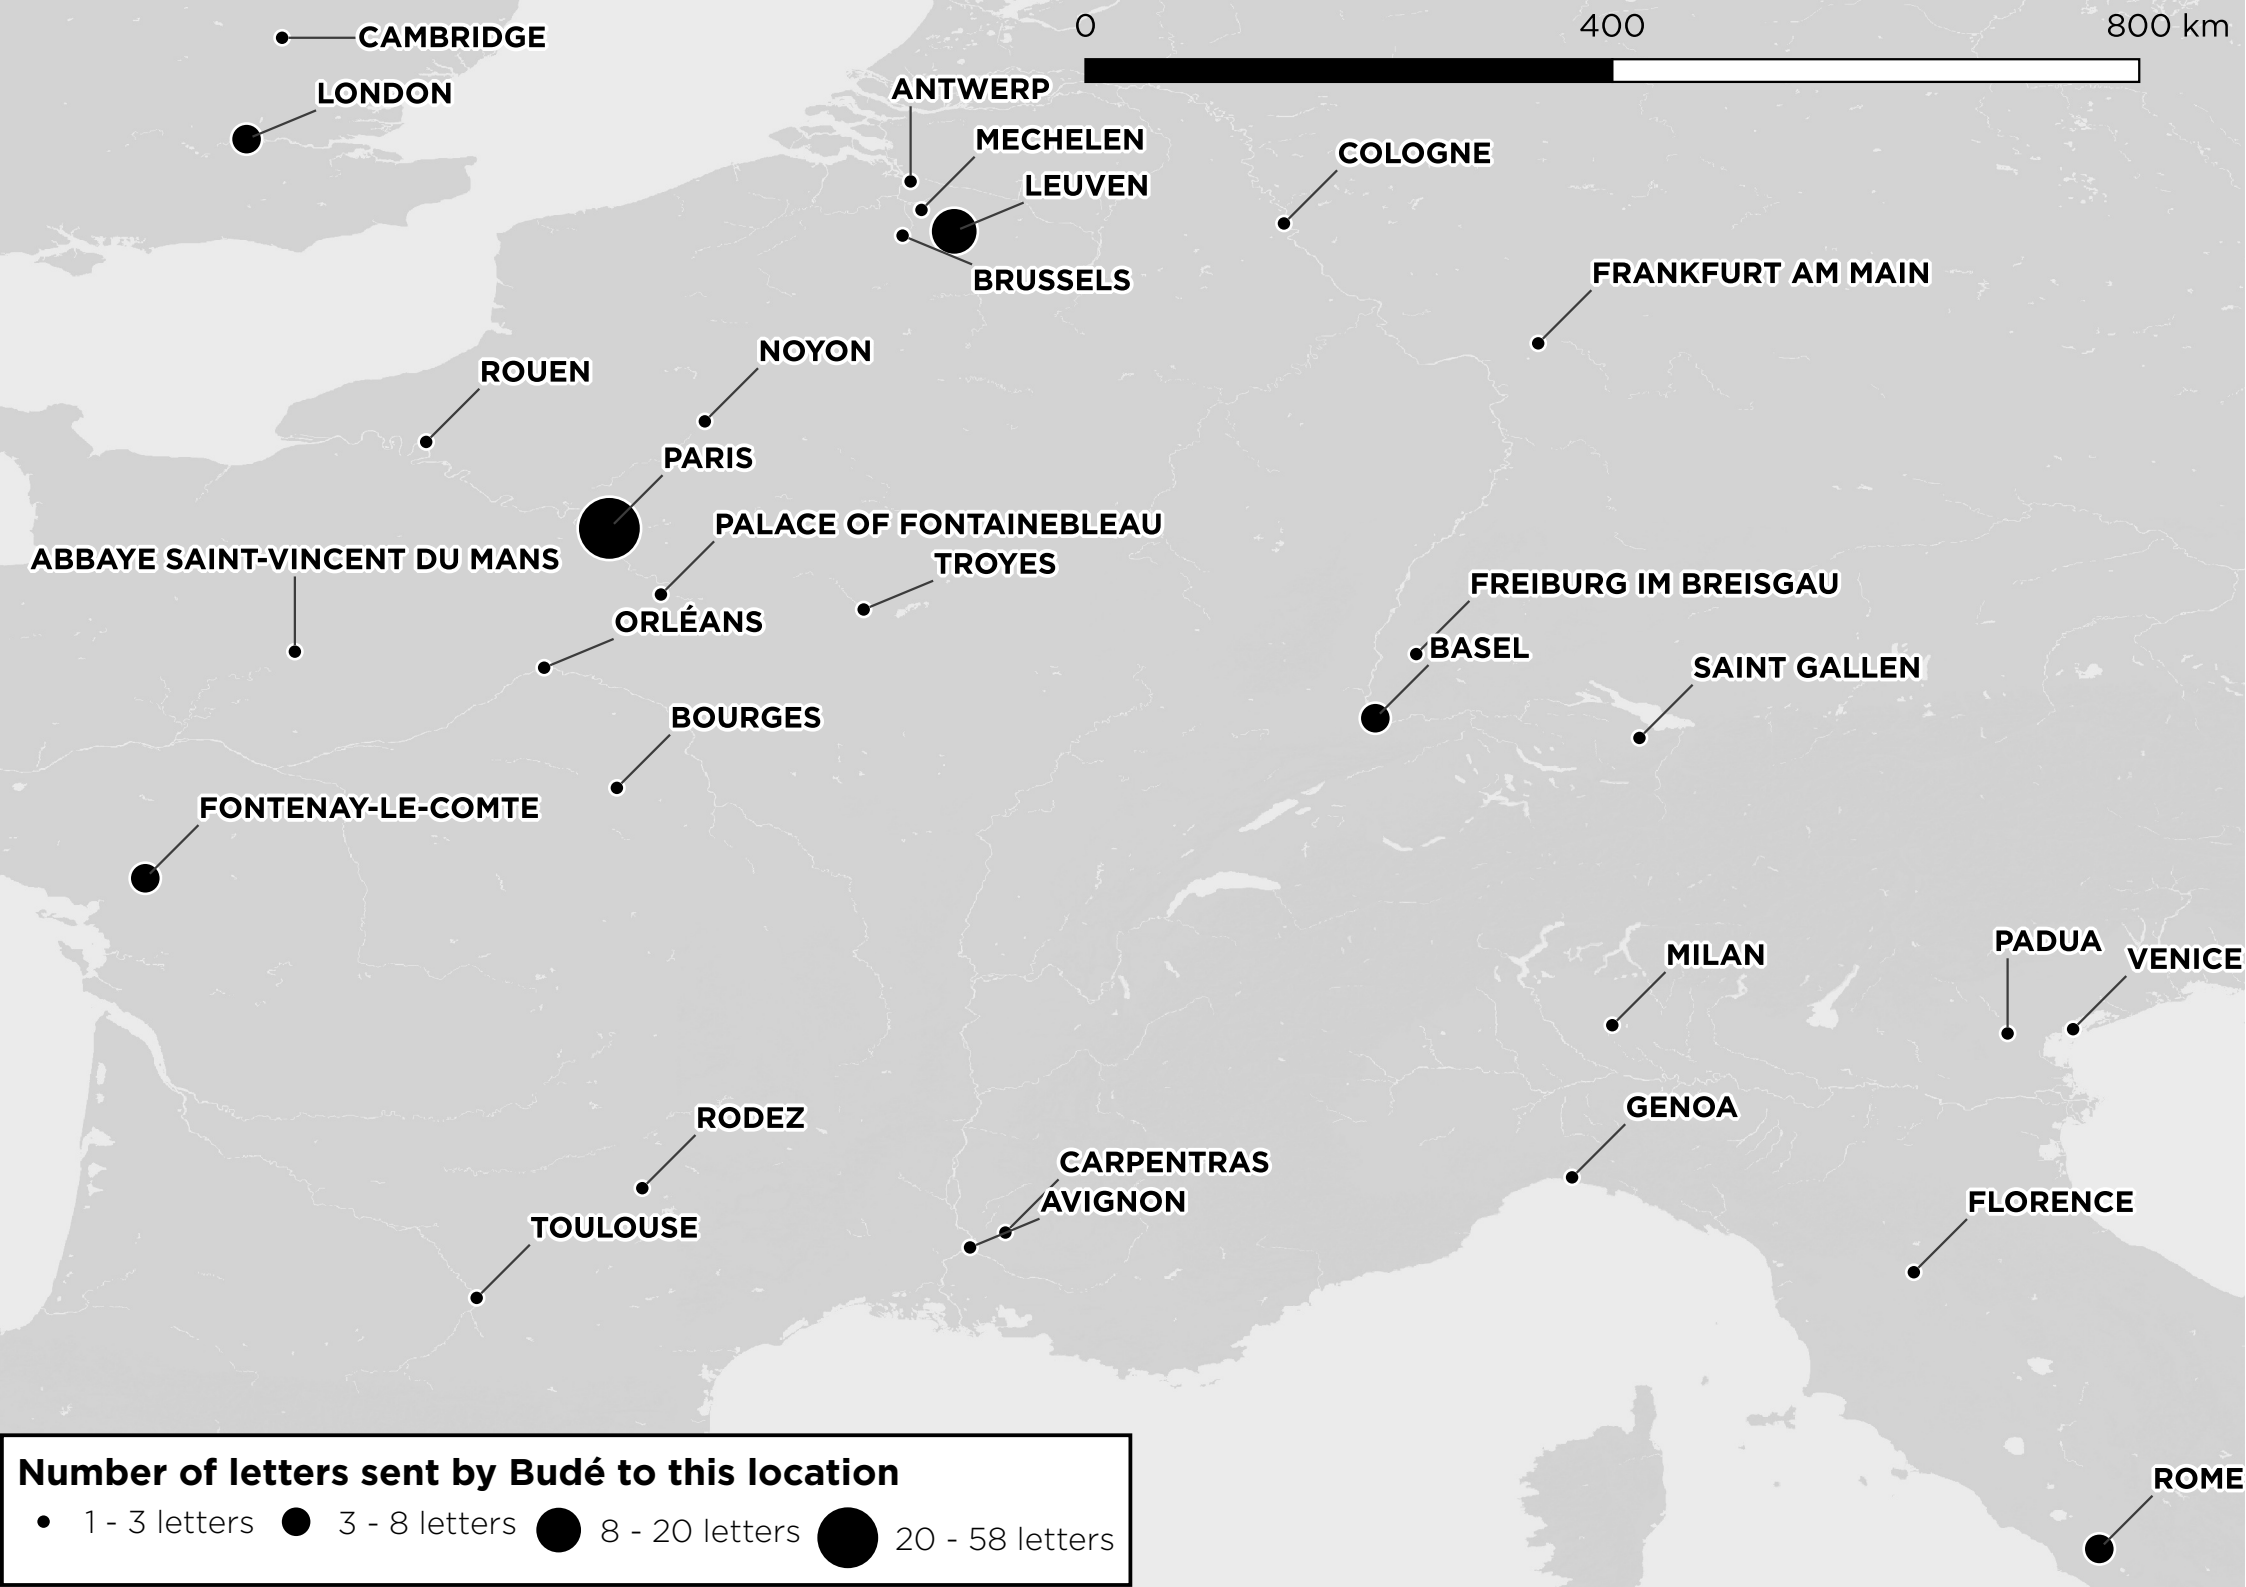 0 400 800 km
CAMBRIDGE
LONDON
ANTWERP
MECHELEN
COLOGNE
LEUVEN
BRUSSELS
FRANKFURT AM MAIN
NOYON
ROUEN
PARIS
PALACE OF FONTAINEBLEAU
ABBAYE SAINT-VINCENT DU MANS
TROYES
FREIBURG IM BREISGAU
ORLÉANS
BASEL
SAINT GALLEN
BOURGES
FONTENAY-LE-COMTE
PADUA
MILAN
VENICE
GENOA
RODEZ
CARPENTRAS
AVIGNON
FLORENCE
TOULOUSE
ROME
Number of letters sent by Budé to this location
1 - 3 letters 3 - 8 letters 8 - 20 letters 20 - 58 letters